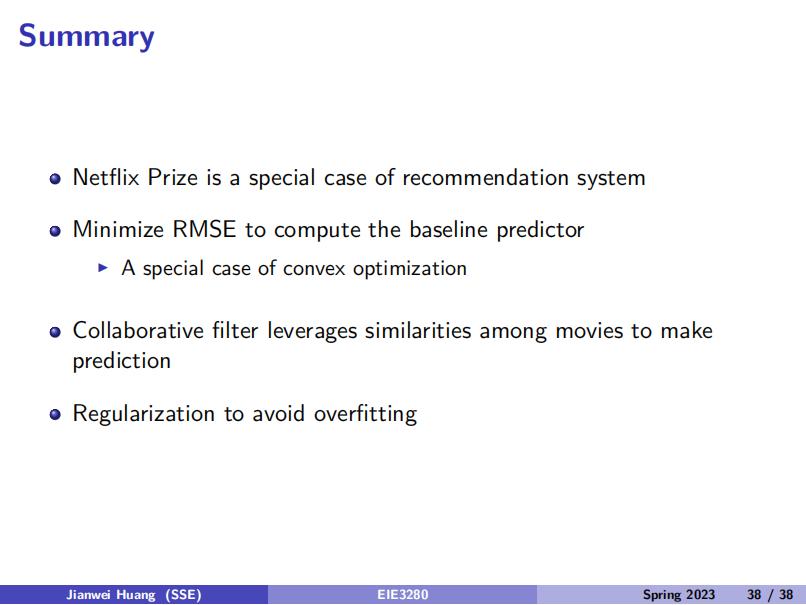 Summary
Netflix Prize is a special case of recommendation system
Minimize RMSE to compute the baseline predictor
A special case of convex optimization
Collaborative filter leverages similarities among movies to make
prediction
Regularization to avoid overfitting
Jianwei Huang (SSE) EIE3280 Spring 2023 38 / 38